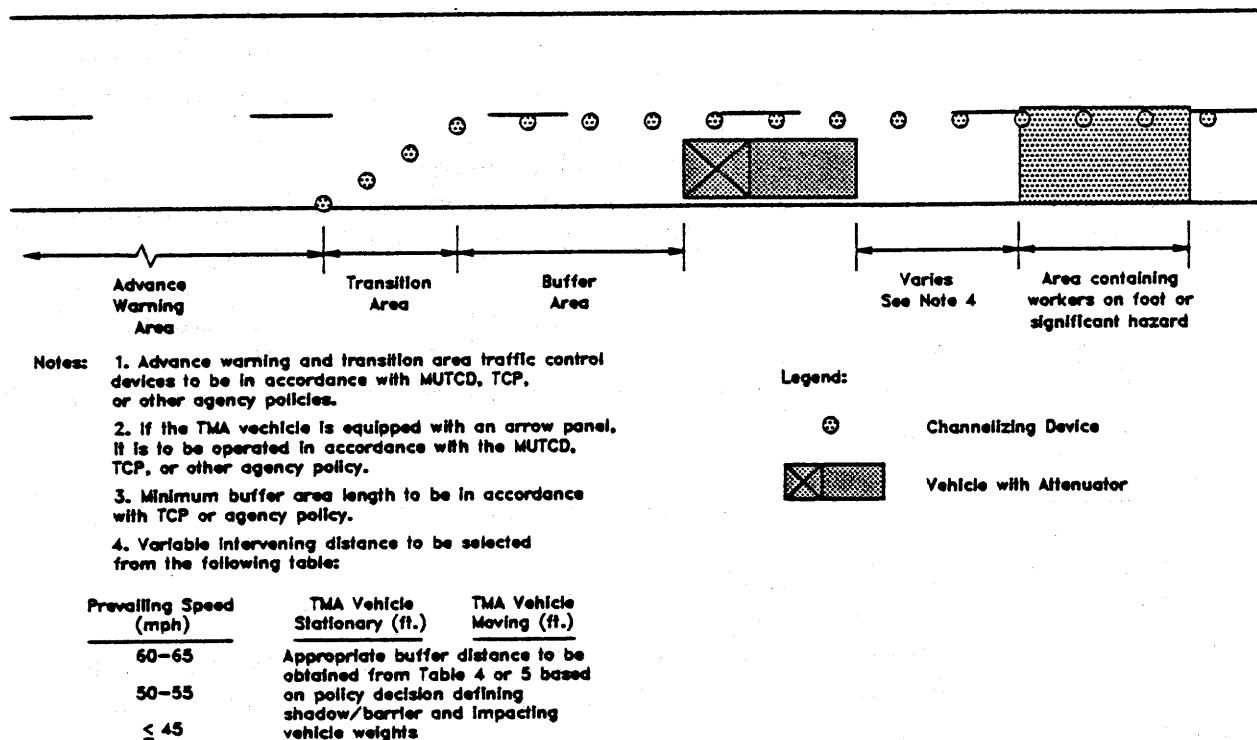 Advance
Warning
Area
Transition
Area
Buffer
Area
Varies
See Note 4
Area containing
workers on foot or
significant hazard
Notes: 1. Advance warning and transition area traffic control
devices to be in accordance with MUTCD, TCP,
or other agency policies.
2. If the TMA vechicle is equipped with an arrow panel,
it is to be operated in accordance with the MUTCD,
TCP, or other agency policy.
3. Minimum buffer area length to be in accordance
with TCP or agency policy.
4. Variable intervening distance to be selected
from the following table:
Legend:
Channelizing Device
Vehicle with Attenuator
Prevailing Speed
(mph)
TMA Vehicle
Stationary (ft.)
TMA Vehicle
Moving (ft.)
60-65
50-55
≤ 45
Appropriate buffer distance to be
obtained from Table 4 or 5 based
on policy decision defining
shadow/barrier and impacting
vehicle weights